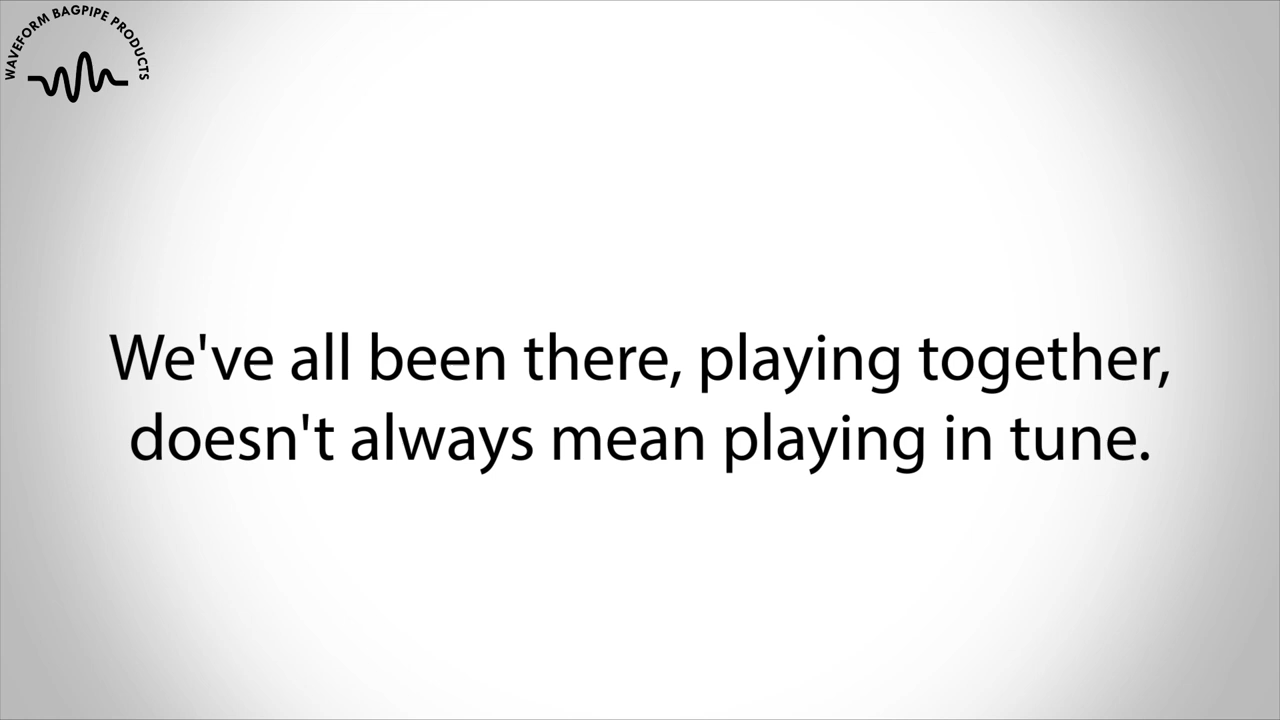 WAVEFORM BAGPIPE PRODUCTS
We've all been there, playing together,
doesn't always mean playing in tune.